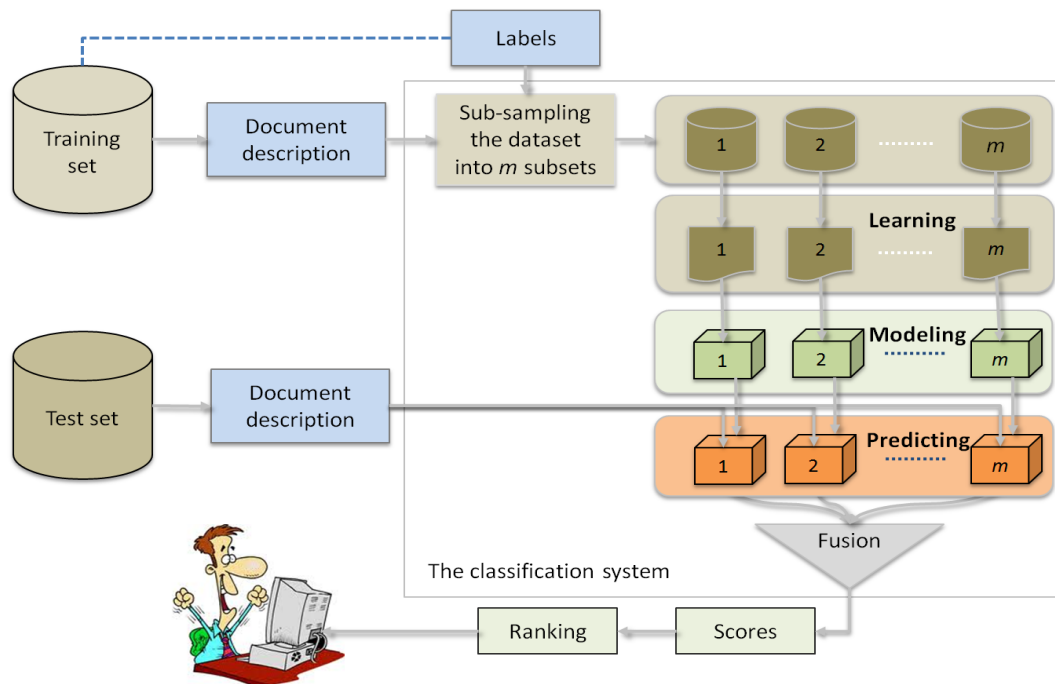 Labels
Training
set
Document
description
Sub-sampling
the dataset
into m subsets
1
2
m
Learning
1
2
m
Modeling
1
2
m
Test set
Document
description
Predicting
1
2
m
Fusion
The classification system
Ranking
Scores